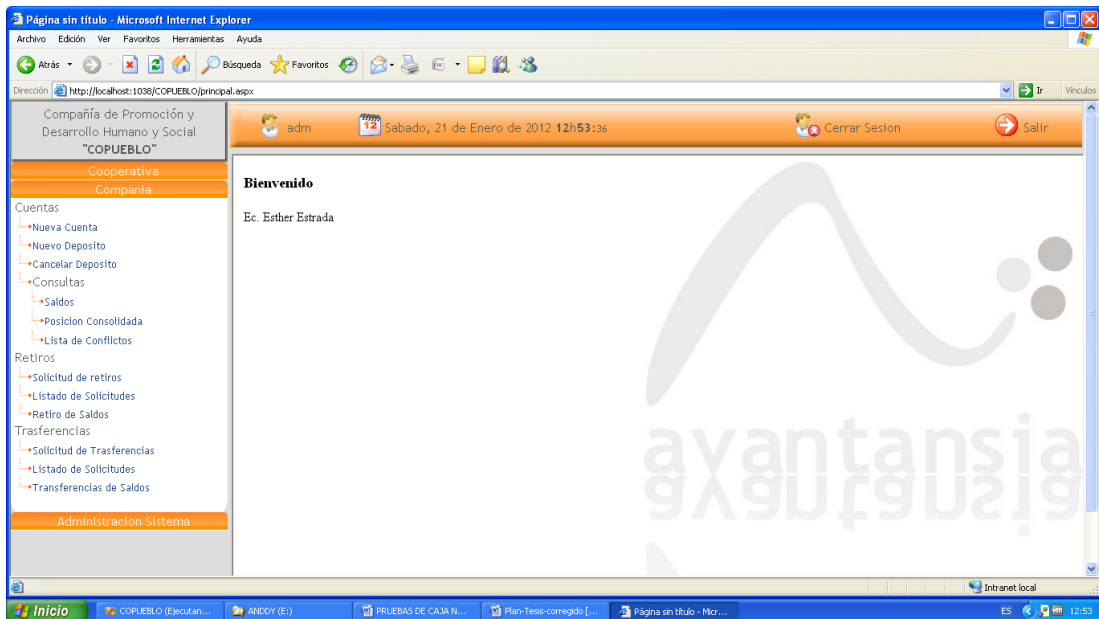 Página sin título - Microsoft Internet Explorer
Archivo Edición Ver Favoritos Herramientas Ayuda
Atrás Búsqueda Favoritos
Dirección http://localhost:1038/COPUEBLO/principal.aspx Ir Vínculos
Compañía de Promoción y
Desarrollo Humano y Social
"COPUEBLO"
adm 12 Sabado, 21 de Enero de 2012 12h53:36 Cerrar Sesion Salir
Cooperativa
Compania
Cuentas
Nueva Cuenta
Nuevo Deposito
Cancelar Deposito
Consultas
Saldos
Posicion Consolidada
Lista de Conflictos
Retiros
Solicitud de retiros
Listado de Solicitudes
Retiro de Saldos
Trasferencias
Solicitud de Trasferencias
Listado de Solicitudes
Transferencias de Saldos
Administracion Sistema
Bienvenido
Ec. Esther Estrada
avantansia
Intranet local
Inicio COPUEBLO (Ejecutan... ANDDY (E:) PRUEBAS DE CAJA N... Plan-Tesis-corregido [... Página sin título - Micr... ES 12:53